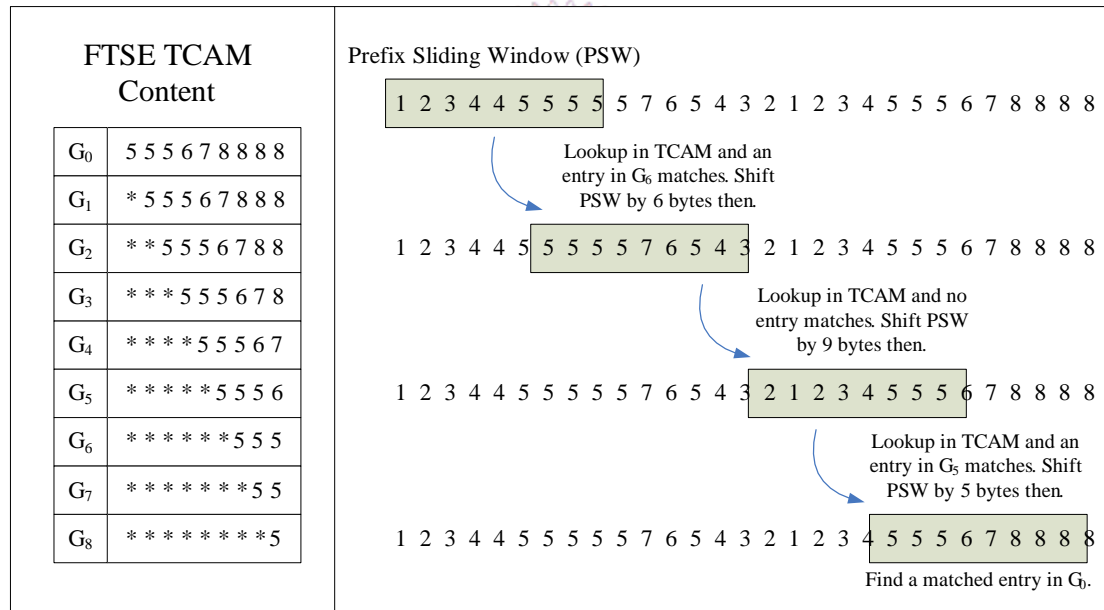 FTSE TCAM
Content
G0 5 5 5 6 7 8 8 8 8
G1 * 5 5 5 6 7 8 8 8
G2 * * 5 5 5 6 7 8 8
G3 * * * 5 5 5 6 7 8
G4 * * * * 5 5 5 6 7
G5 * * * * * 5 5 5 6
G6 * * * * * * 5 5 5
G7 * * * * * * * 5 5
G8 * * * * * * * * 5
Prefix Sliding Window (PSW)
1 2 3 4 4 5 5 5 5 5 7 6 5 4 3 2 1 2 3 4 5 5 5 6 7 8 8 8 8
Lookup in TCAM and an
entry in G6 matches. Shift
PSW by 6 bytes then.
1 2 3 4 4 5 5 5 5 5 7 6 5 4 3 2 1 2 3 4 5 5 5 6 7 8 8 8 8
Lookup in TCAM and no
entry matches. Shift PSW
by 9 bytes then.
1 2 3 4 4 5 5 5 5 5 7 6 5 4 3 2 1 2 3 4 5 5 5 6 7 8 8 8 8
Lookup in TCAM and an
entry in G5 matches. Shift
PSW by 5 bytes then.
1 2 3 4 4 5 5 5 5 5 7 6 5 4 3 2 1 2 3 4 5 5 5 6 7 8 8 8 8
Find a matched entry in G0.